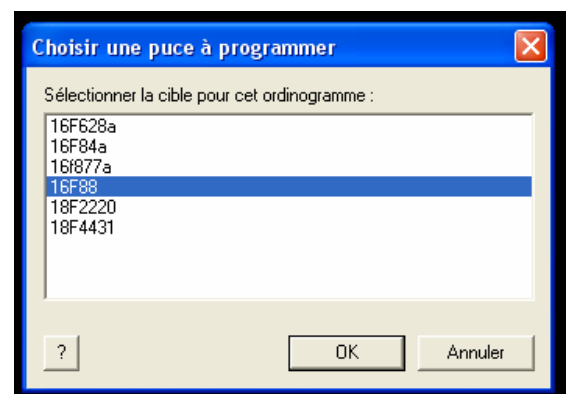 Choisir une puce à programmer
Sélectionner la cible pour cet ordinogramme :
16F628a
16F84a
16f877a
16F88
18F2220
18F4431
? OK Annuler